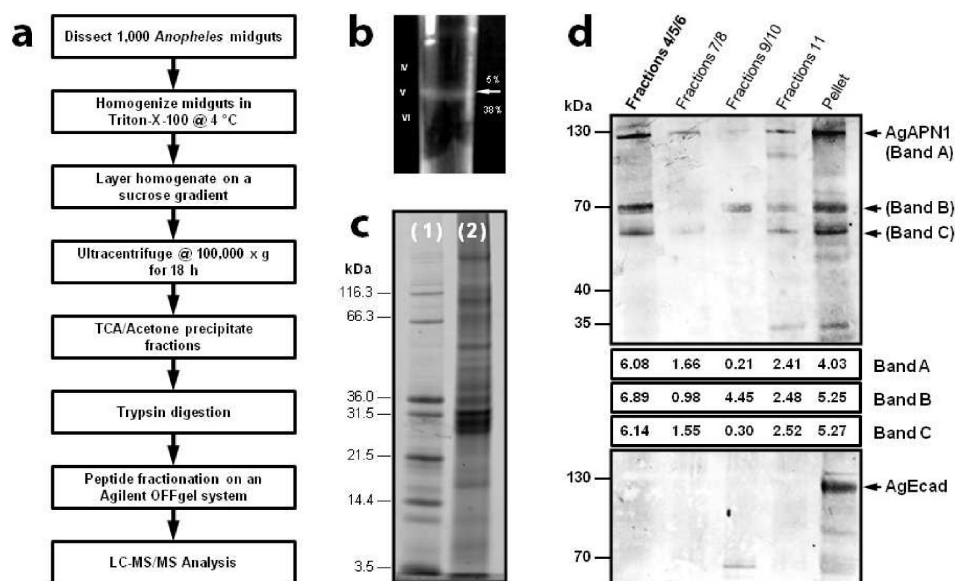 a
Dissect 1,000 Anopheles midguts
Homogenize midguts in
Triton-X-100 @ 4 °C
Layer homogenate on a
sucrose gradient
Ultracentrifuge @ 100,000 x g
for 18 h
TCA/Acetone precipitate
fractions
Trypsin digestion
Peptide fractionation on an
Agilent OFFgel system
LC-MS/MS Analysis
b
IV
V
VI
5%
38%
c
(1) (2)
kDa
116.3
66.3
36.0
31.5
21.5
14.4
3.5
d
Fractions 4/5/6
Fractions 7/8
Fractions 9/10
Fractions 11
Pellet
kDa
130
70
40
35
AgAPN1
(Band A)
(Band B)
(Band C)
6.08 1.66 0.21 2.41 4.03 Band A
6.89 0.98 4.45 2.48 5.25 Band B
6.14 1.55 0.30 2.52 5.27 Band C
130
70
AgEcad